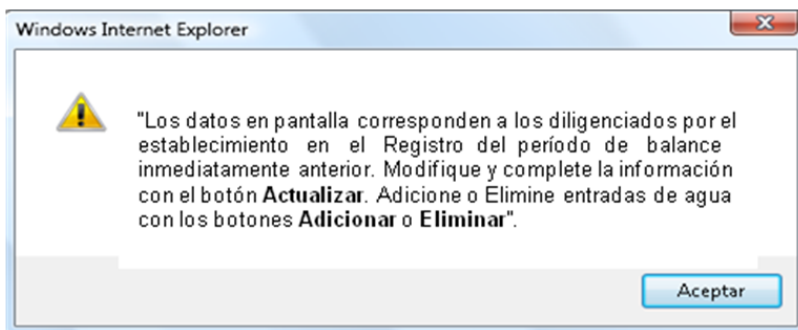 Windows Internet Explorer
"Los datos en pantalla corresponden a los diligenciados por el
establecimiento en el Registro del período de balance
inmediatamente anterior. Modifique y complete la información
con el botón Actualizar. Adicione o Elimine entradas de agua
con los botones Adicionar o Eliminar".
Aceptar